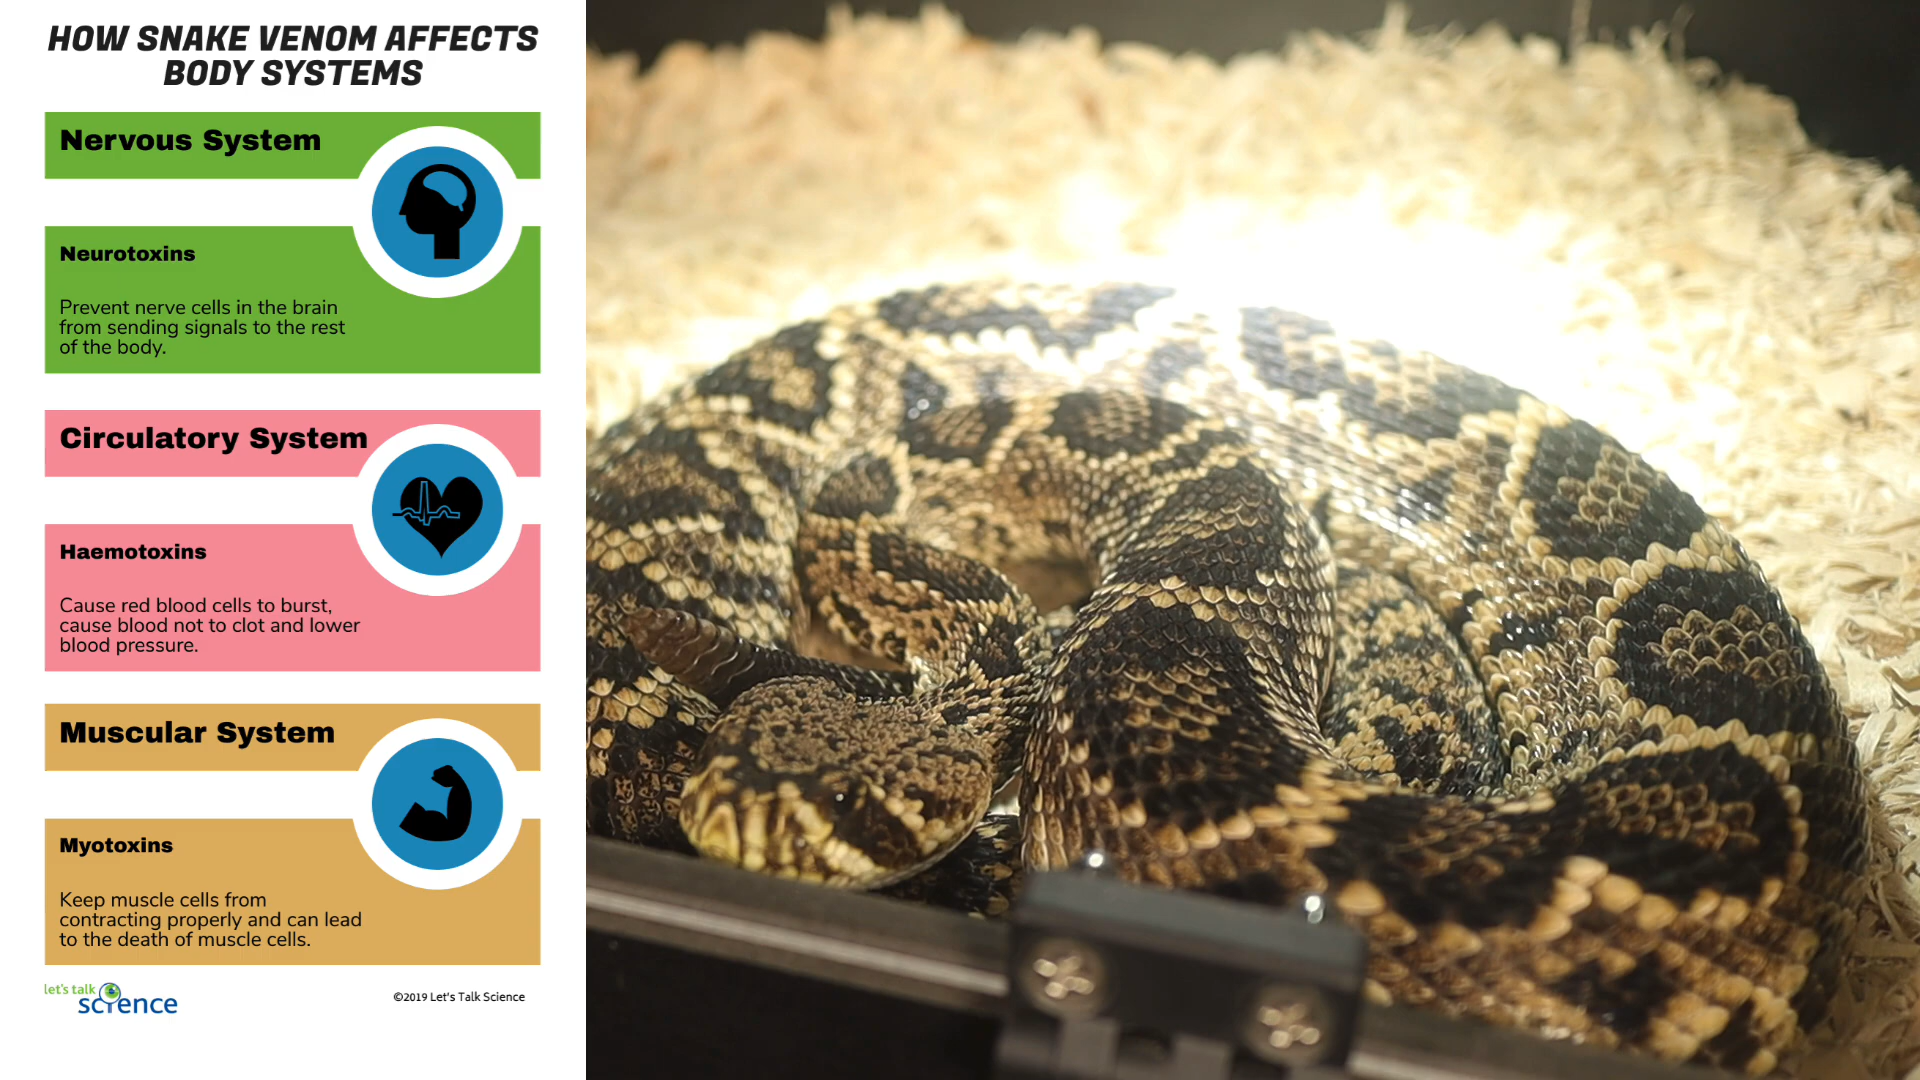 HOW SNAKE VENOM AFFECTS
BODY SYSTEMS
Nervous System
Neurotoxins
Prevent nerve cells in the brain
from sending signals to the rest
of the body.
Circulatory System
Haemotoxins
Cause red blood cells to burst,
cause blood not to clot and lower
blood pressure.
Muscular System
Myotoxins
Keep muscle cells from
contracting properly and can lead
to the death of muscle cells.
let's talk
science
©2019 Let's Talk Science